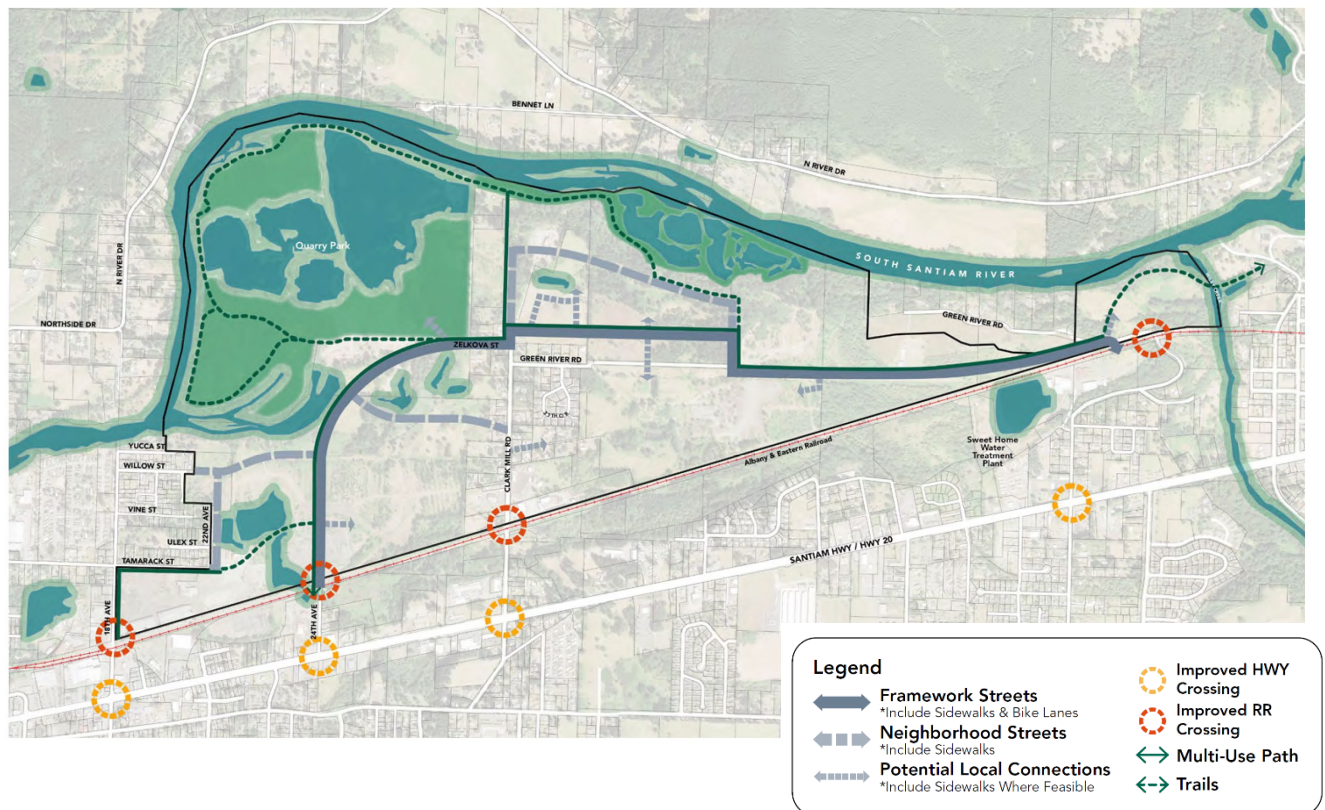 BENNET LN
N RIVER DR
N RIVER DR
Quarry Park
SOUTH SANTIAM RIVER
NORTHSIDE DR
GREEN RIVER RD
ZELKOVA ST
GREEN RIVER RD
YUCCA ST
WILLOW ST
CLARK MILL RD
Albany & Eastern Railroad
Sweet Home
Water
Treatment
Plant
VINE ST
22ND AVE
ULEX ST
TAMARACK ST
SANTIAM HWY / HWY 20
18TH AVE
24TH AVE
Legend
Framework Streets
*Include Sidewalks & Bike Lanes
Neighborhood Streets
*Include Sidewalks
Potential Local Connections
*Include Sidewalks Where Feasible
Improved HWY
Crossing
Improved RR
Crossing
Multi-Use Path
Trails